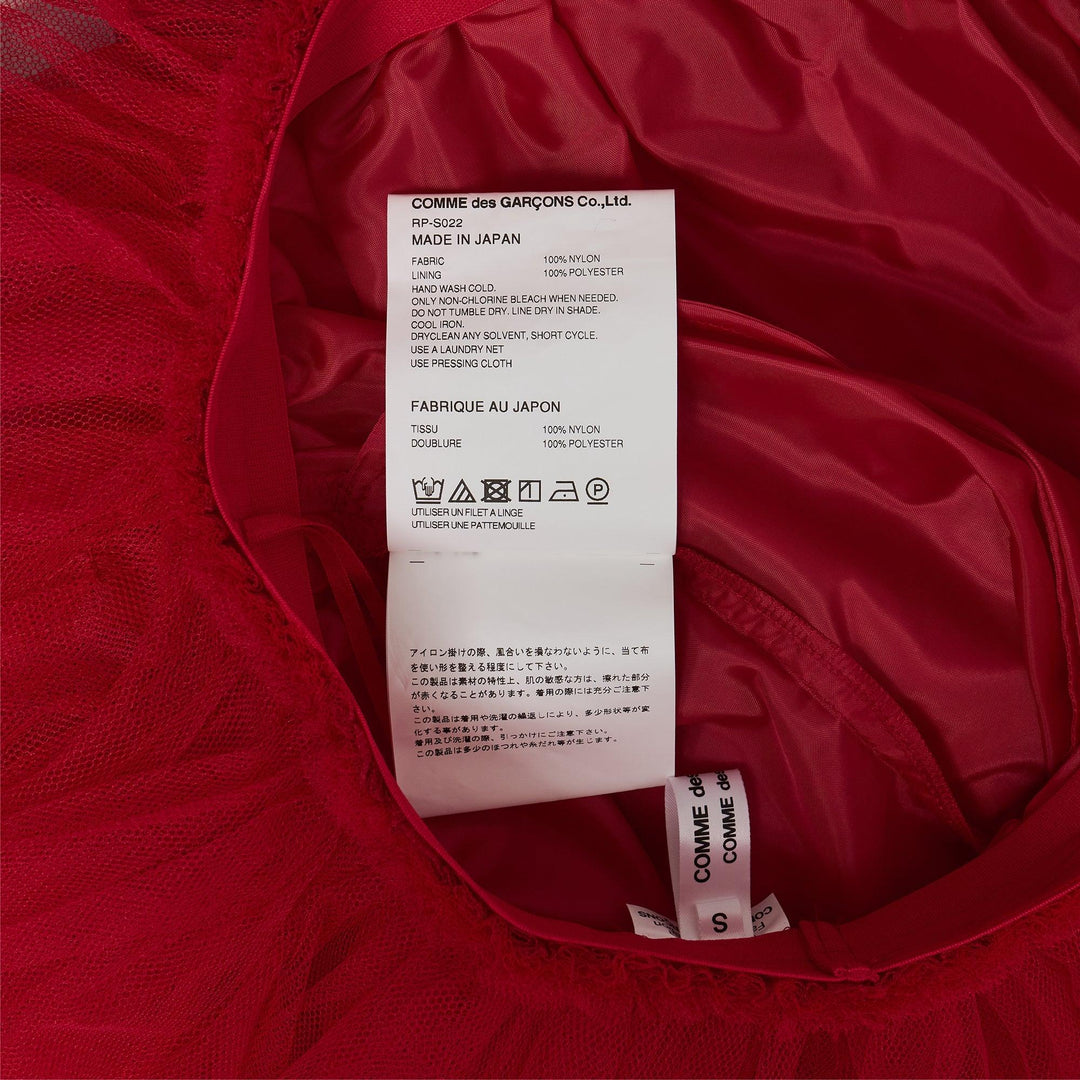 COMME des GARÇONS Co.,Ltd.
RP-S022
MADE IN JAPAN
FABRIC 100% NYLON
LINING 100% POLYESTER
HAND WASH COLD.
ONLY NON-CHLORINE BLEACH WHEN NEEDED.
DO NOT TUMBLE DRY. LINE DRY IN SHADE.
COOL IRON.
DRYCLEAN ANY SOLVENT, SHORT CYCLE.
USE A LAUNDRY NET
USE PRESSING CLOTH
FABRIQUE AU JAPON
TISSU 100% NYLON
DOUBLURE 100% POLYESTER
P
UTILISER UN FILET A LINGE
UTILISER UNE PATTEMOUILLE
アイロン掛けの際、風合いを損なわないように、当て布
を使い形を整える程度にして下さい。
この製品は素材の特性上、肌の敏感な方は、擦れた部分
が赤くなることがあります。着用の際には充分ご注意下
さい。
この製品は着用や洗濯の繰返しにより、多少形状等が変
化する事があります。
着用及び洗濯の際、引っかけにご注意下さい。
この製品は多少のほつれや糸だれ等が生じます。
COMME des
COMME des
S